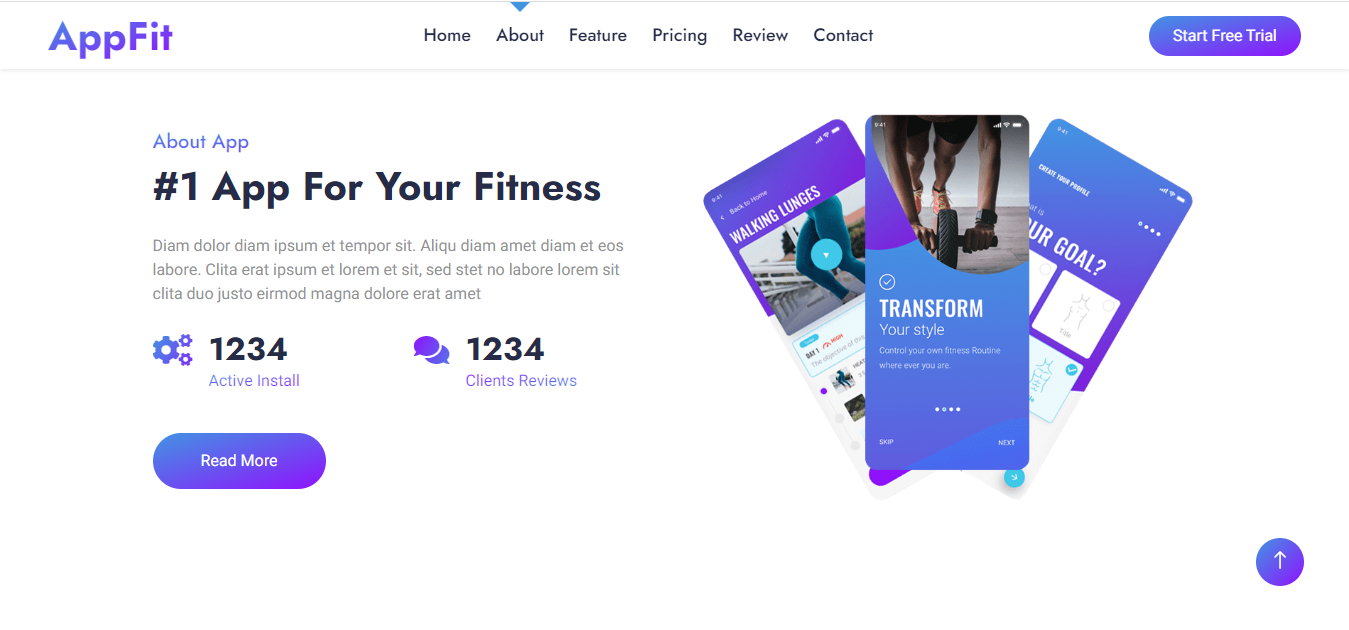 AppFit
Home About Feature Pricing Review Contact
Start Free Trial
About App
#1 App For Your Fitness
Diam dolor diam ipsum et tempor sit. Aliqu diam amet diam et eos
labore. Clita erat ipsum et lorem et sit, sed stet no labore lorem sit
clita duo justo eirmod magna dolore erat amet
1234
Active Install
1234
Clients Reviews
Read More
9:41
Back to Home
WALKING LUNGES
DAY 1 HIGH
The objective of
9:41
TRANSFORM
Your style
Control your own fitness Routine
where ever you are.
SKIP NEXT
9:41
CREATE YOUR PROFILE
at is
UR GOAL?
Title